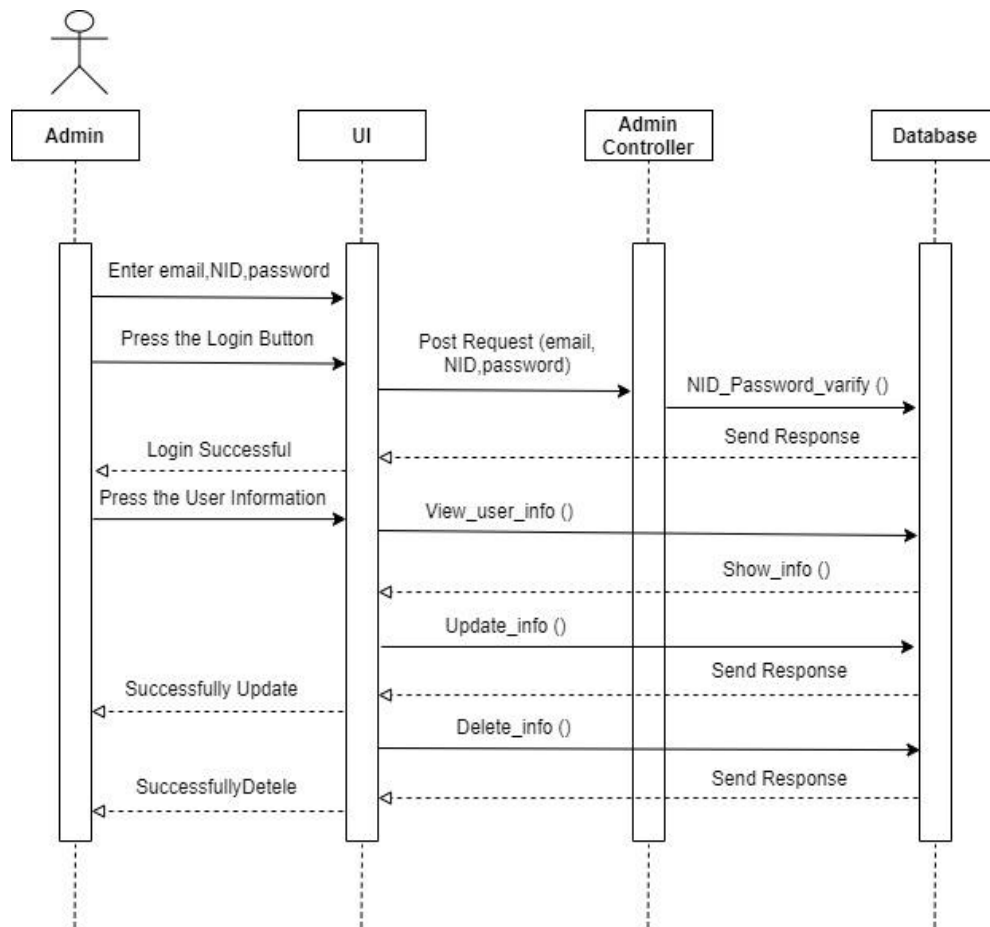 Admin
UI
Admin
Controller
Database
Enter email,NID,password
Press the Login Button
Post Request (email,
NID,password)
NID_Password_varify ()
Send Response
Login Successful
Press the User Information
View_user_info ()
Show_info ()
Update_info ()
Send Response
Successfully Update
Delete_info ()
Send Response
SuccessfullyDetele